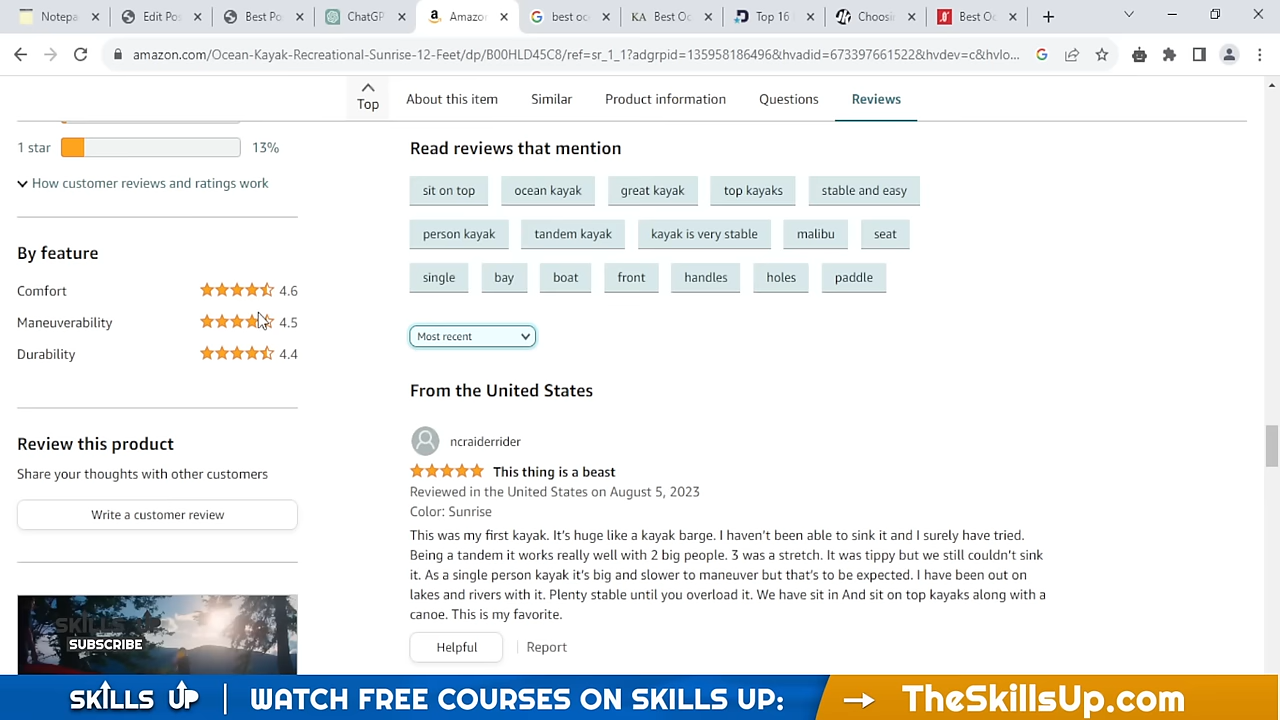 Notepa
Edit Pos
Best Po
ChatGP
Amazon
best oc
Best Oc
Top 16
Choosin
Best Oc
amazon.com/Ocean-Kayak-Recreational-Sunrise-12-Feet/dp/B00HLD45C8/ref=sr_1_1?adgrpid=135958186496&hvadid=673397661522&hvdev=c&hvlo...
Top
About this item
Similar
Product information
Questions
Reviews
1 star 13%
How customer reviews and ratings work
By feature
Comfort 4.6
Maneuverability 4.5
Durability 4.4
Review this product
Share your thoughts with other customers
Write a customer review
SKILLS
SUBSCRIBE
Read reviews that mention
sit on top
ocean kayak
great kayak
top kayaks
stable and easy
person kayak
tandem kayak
kayak is very stable
malibu
seat
single
bay
boat
front
handles
holes
paddle
Most recent
From the United States
ncraiderrider
This thing is a beast
Reviewed in the United States on August 5, 2023
Color: Sunrise
This was my first kayak. It's huge like a kayak barge. I haven't been able to sink it and I surely have tried.
Being a tandem it works really well with 2 big people. 3 was a stretch. It was tippy but we still couldn't sink
it. As a single person kayak it's big and slower to maneuver but that's to be expected. I have been out on
lakes and rivers with it. Plenty stable until you overload it. We have sit in And sit on top kayaks along with a
canoe. This is my favorite.
Helpful
Report
SKILLS UP
WATCH FREE COURSES ON SKILLS UP:
TheSkillsUp.com